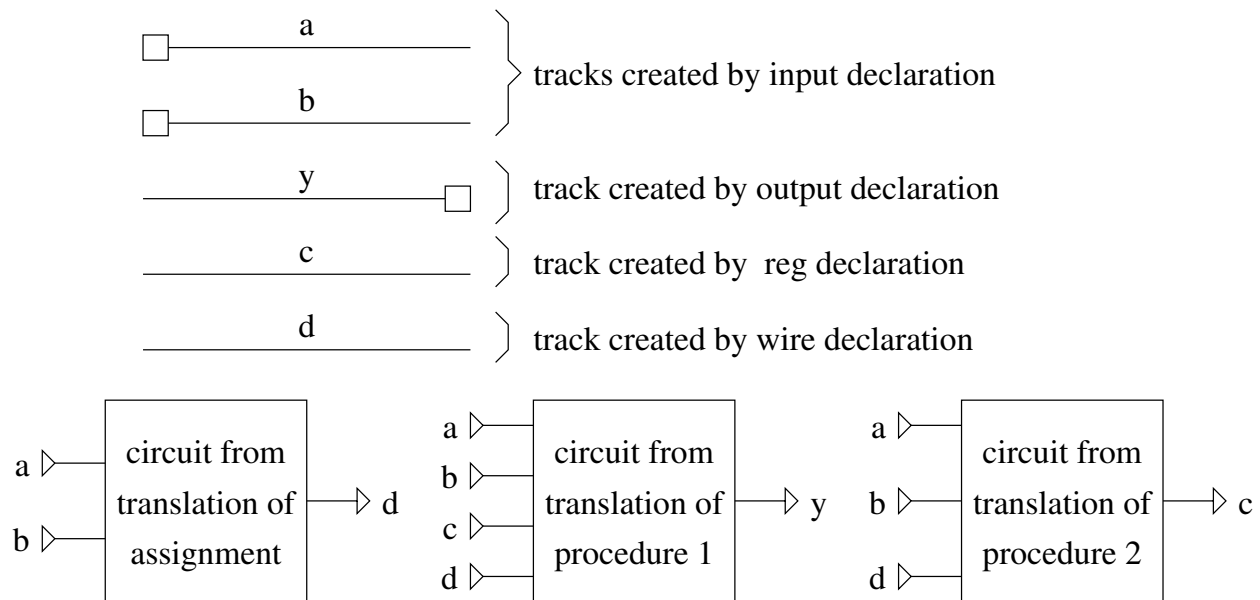 a
tracks created by input declaration
b
y
track created by output declaration
c
track created by reg declaration
d
track created by wire declaration
a
b
circuit from
translation of
assignment
d
a
b
c
d
circuit from
translation of
procedure 1
y
a
b
d
circuit from
translation of
procedure 2
c